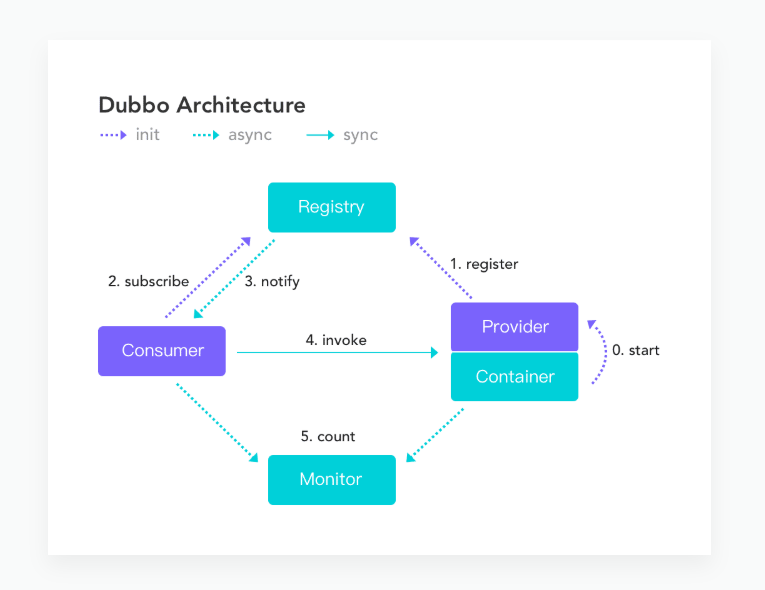 Dubbo Architecture
init async sync
Registry
1. register
2. subscribe 3. notify
Provider
4. invoke
Consumer
0. start
Container
5. count
Monitor